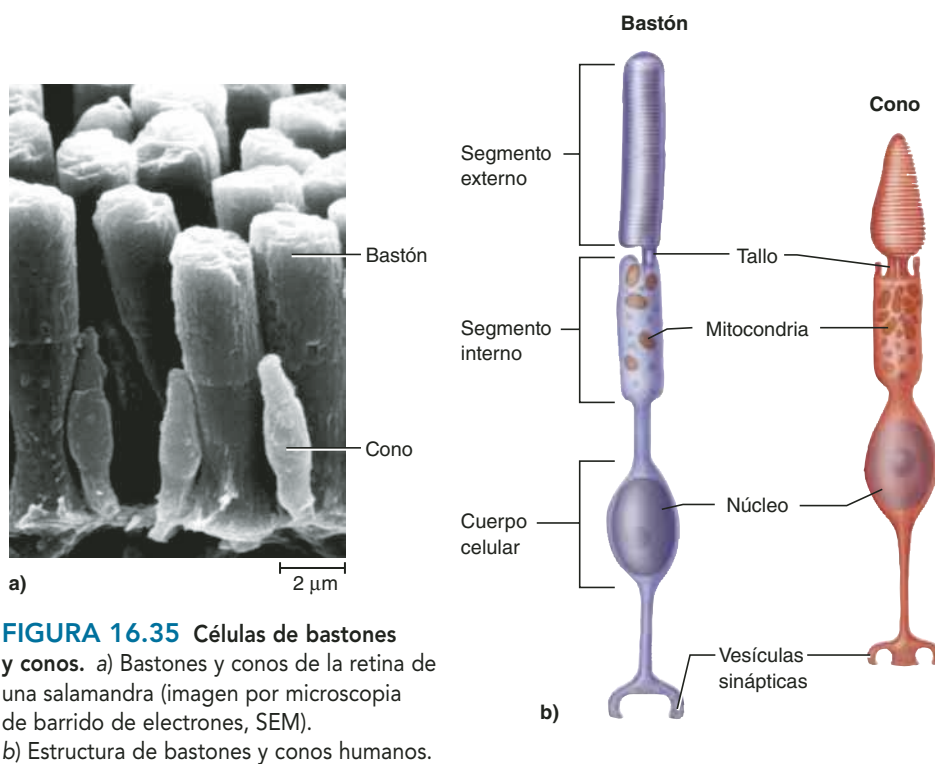 Bastón
Cono
Segmento
externo
Tallo
Bastón
Segmento
interno
Mitocondria
Cono
Cuerpo
celular
Núcleo
a)
2 μm
Vesículas
sinápticas
b)
FIGURA 16.35 Células de bastones
y conos. a) Bastones y conos de la retina de
una salamandra (imagen por microscopia
de barrido de electrones, SEM).
b) Estructura de bastones y conos humanos.